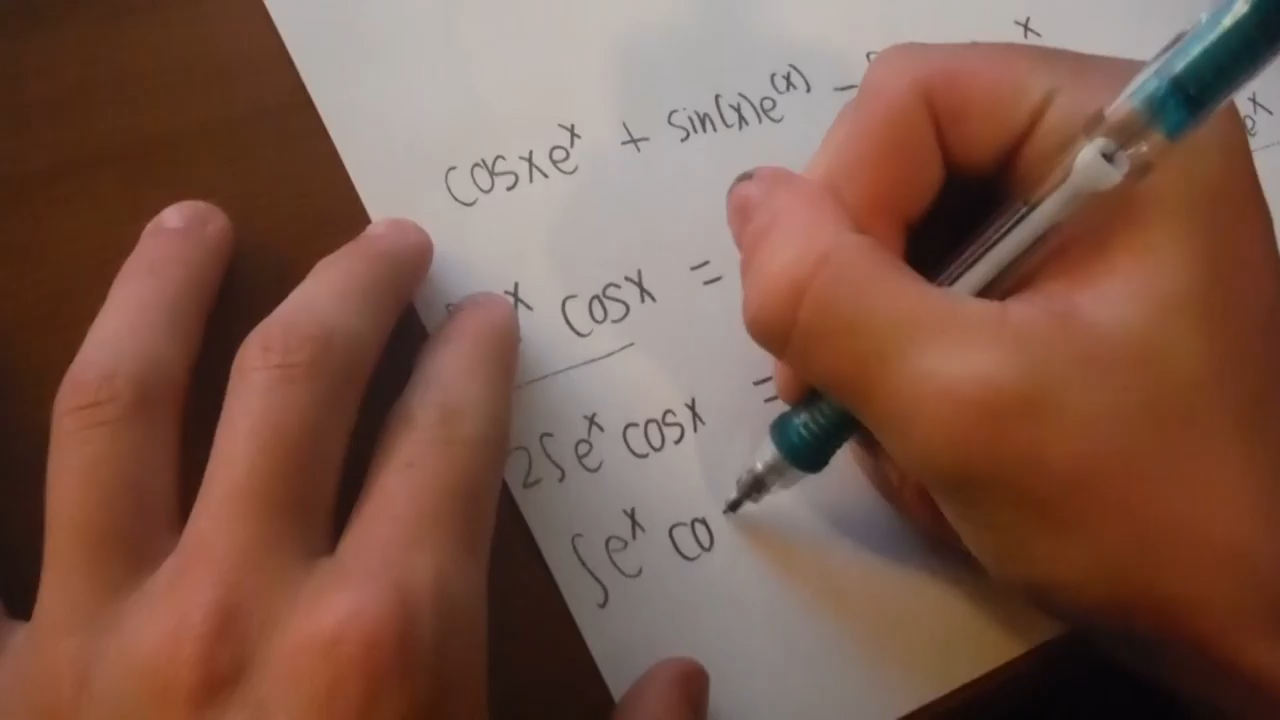 x
cosxe^x + sin(x)e^(x) - e^x
x cosx =
2∫e^x cosx =
∫e^x co